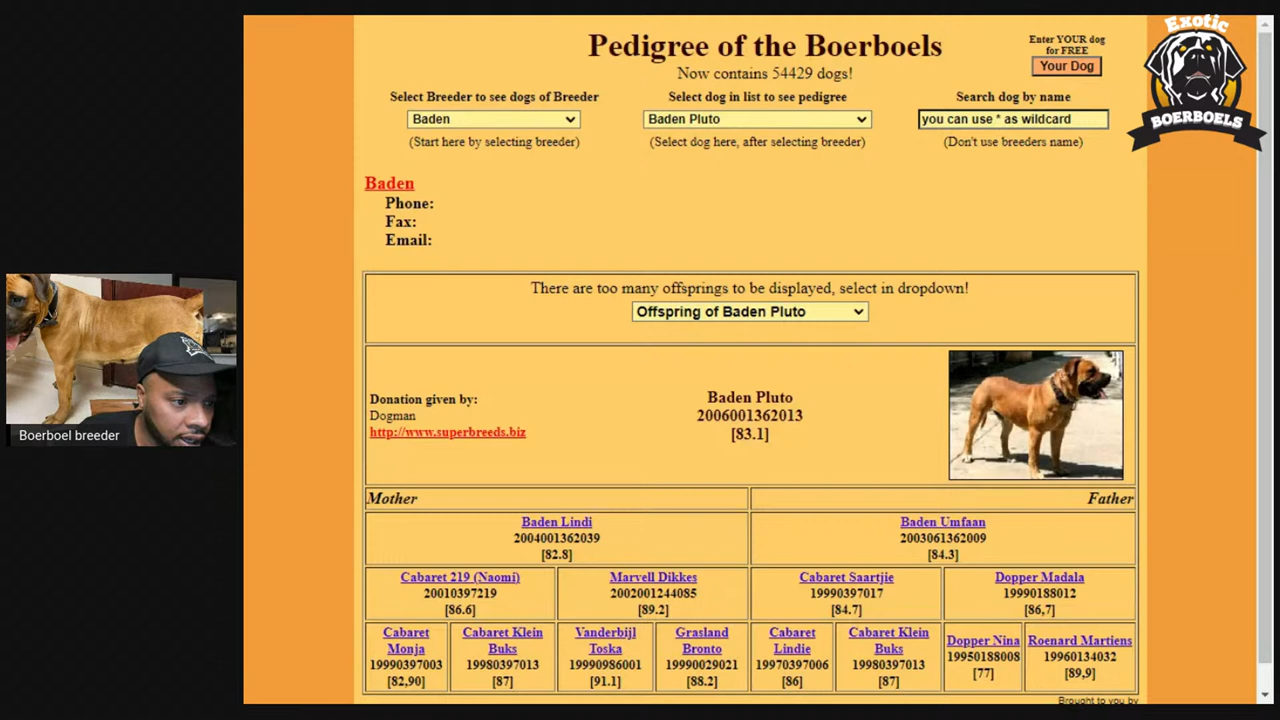 Pedigree of the Boerboels
Now contains 54429 dogs!
Enter YOUR dog
for FREE
Your Dog
Exotic
BOERBOELS
Select Breeder to see dogs of Breeder
Baden
(Start here by selecting breeder)
Select dog in list to see pedigree
Baden Pluto
(Select dog here, after selecting breeder)
Search dog by name
you can use * as wildcard
(Don't use breeders name)
Baden
Phone:
Fax:
Email:
There are too many offsprings to be displayed, select in dropdown!
Offspring of Baden Pluto
Donation given by:
Dogman
http://www.superbreeds.biz
Baden Pluto
2006001362013
[83.1]
Boerboel breeder
Mother
Father
Baden Lindi
2004001362039
[82.8]
Baden Umfaan
2003061362009
[84.3]
Cabaret 219 (Naomi)
20010397219
[86.6]
Marvell Dikkes
2002001244085
[89.2]
Cabaret Saartjie
19990397017
[84.7]
Dopper Madala
19990188012
[86,7]
Cabaret
Monja
19990397003
[82,90]
Cabaret Klein
Buks
19980397013
[87]
Vanderbijl
Toska
19990986001
[91.1]
Grasland
Bronto
19990029021
[88.2]
Cabaret
Lindie
19970397006
[86]
Cabaret Klein
Buks
19980397013
[87]
Dopper Nina
19950188008
[77]
Roenard Martiens
19960134032
[89,9]
Brought to you by